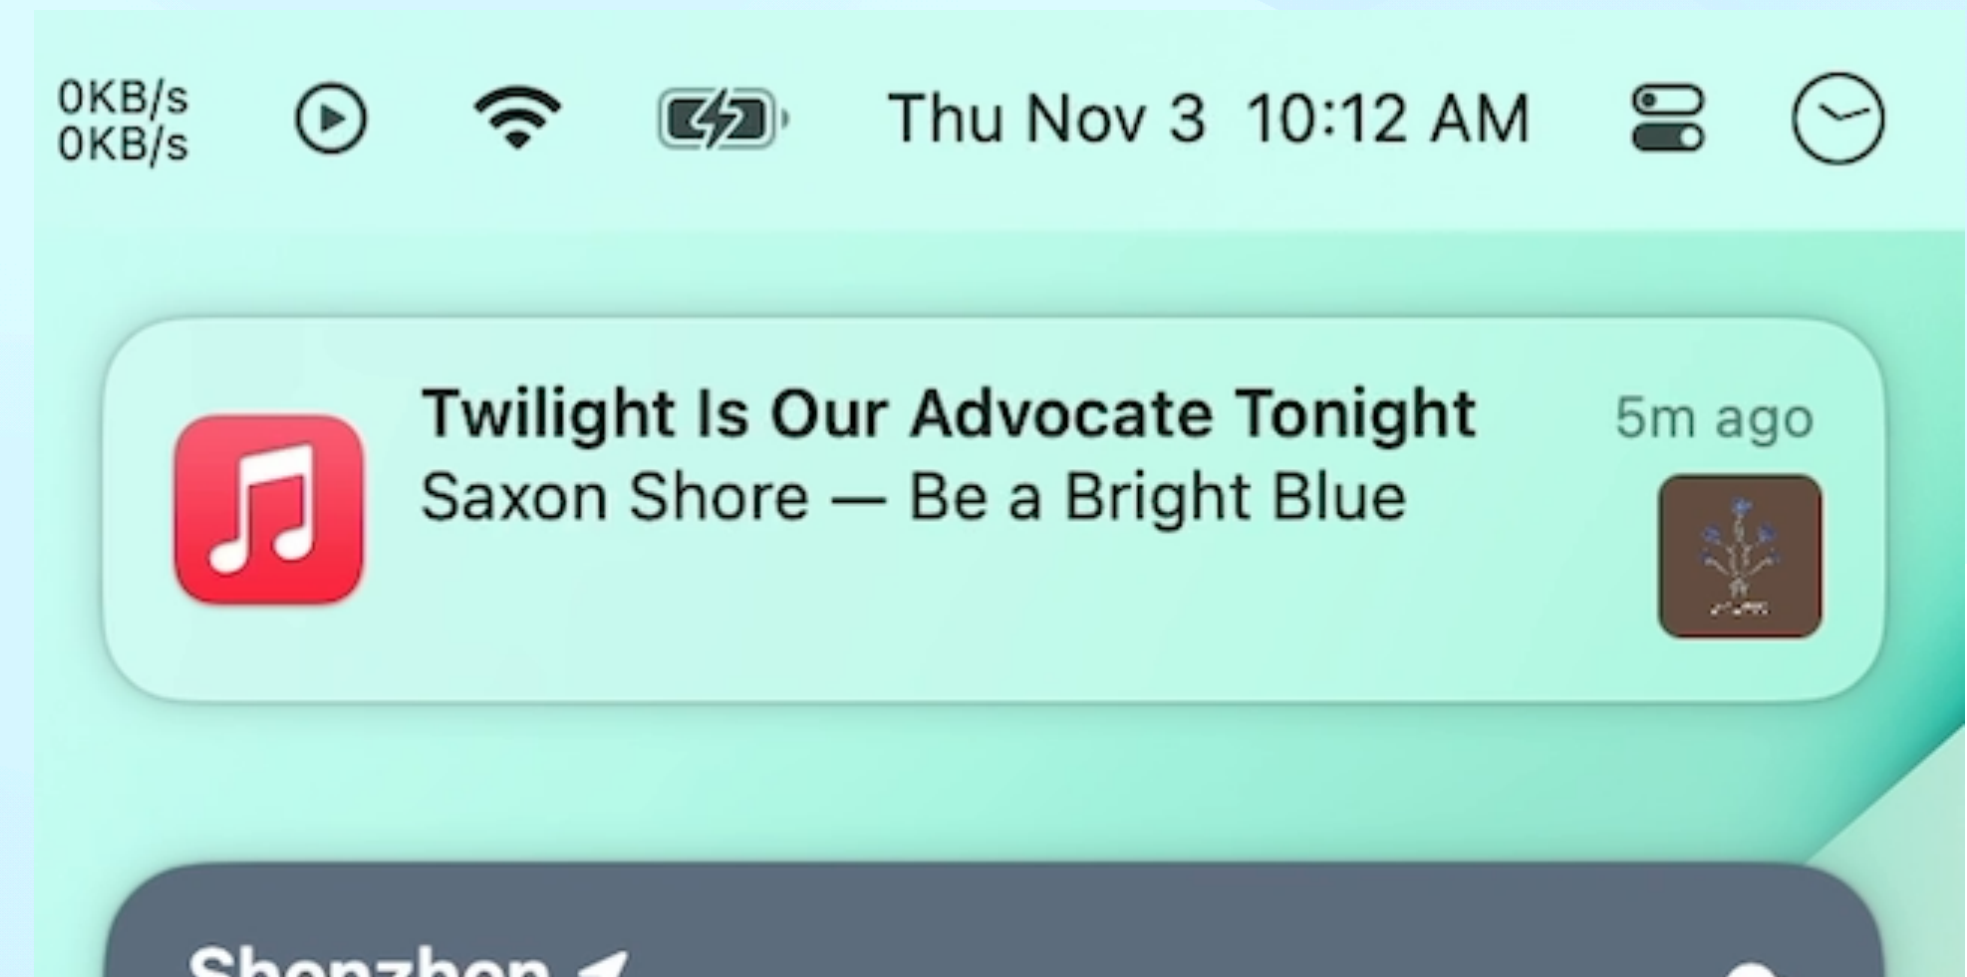 0KB/s
0KB/s
Thu Nov 3 10:12 AM
Twilight Is Our Advocate Tonight
5m ago
Saxon Shore — Be a Bright Blue
Shenzhen